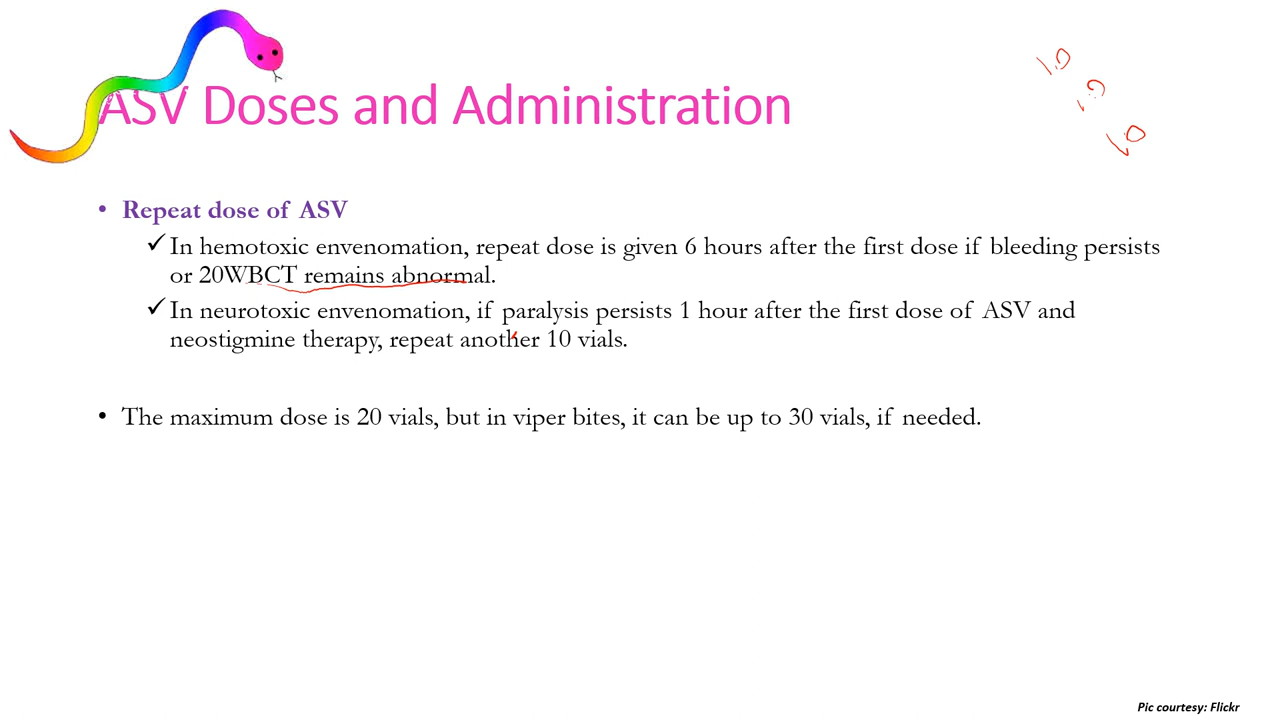 ASV Doses and Administration
10
10
10
• Repeat dose of ASV
✓ In hemotoxic envenomation, repeat dose is given 6 hours after the first dose if bleeding persists
or 20WBCT remains abnormal.
✓ In neurotoxic envenomation, if paralysis persists 1 hour after the first dose of ASV and
neostigmine therapy, repeat another 10 vials.
• The maximum dose is 20 vials, but in viper bites, it can be up to 30 vials, if needed.
Pic courtesy: Flickr